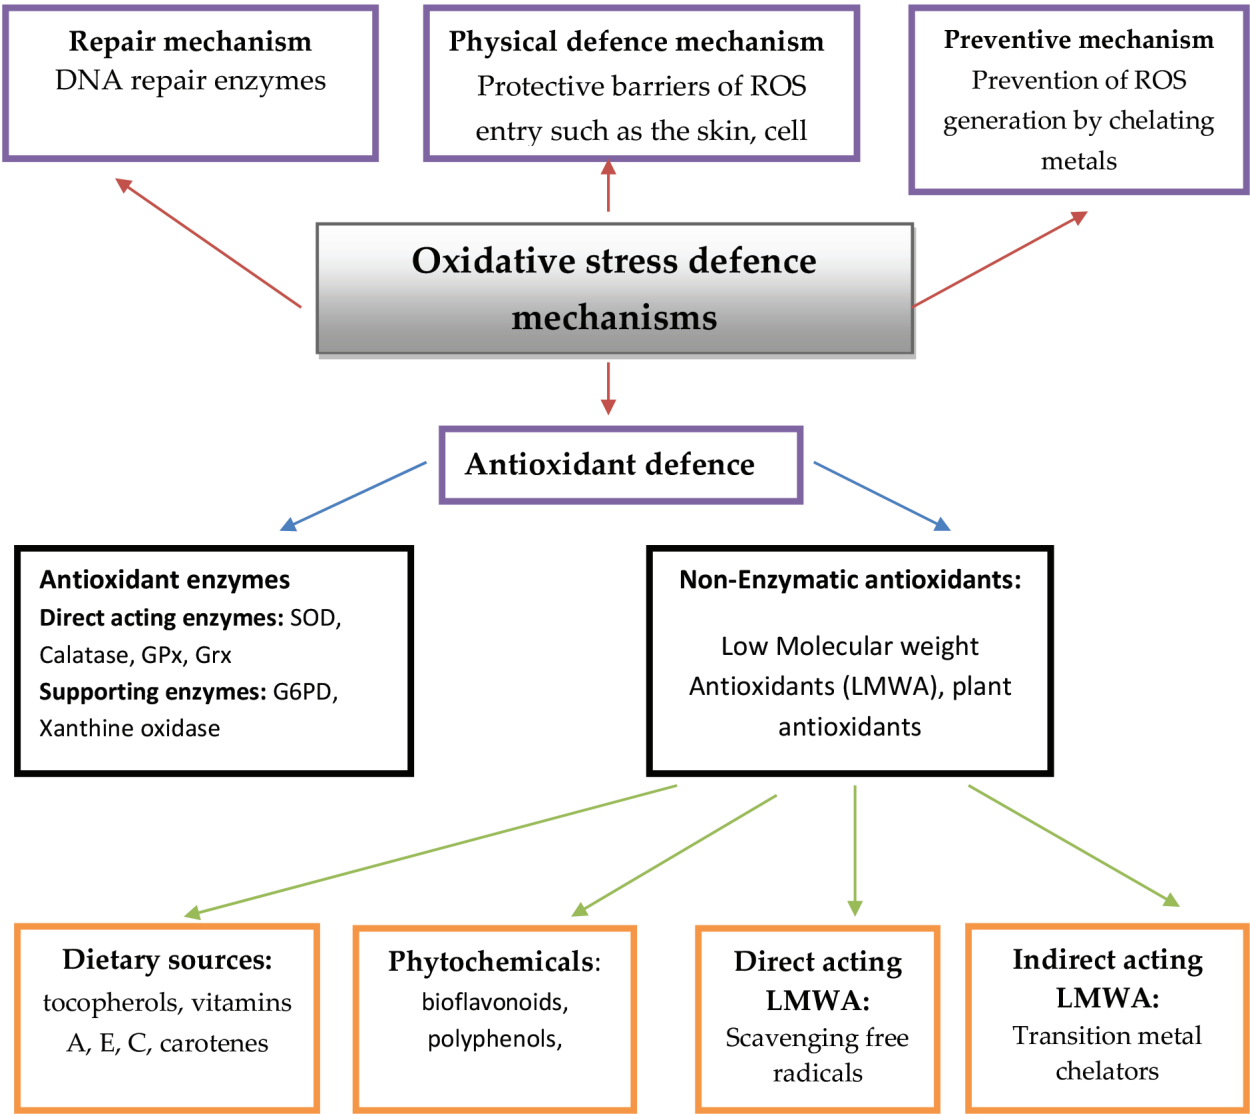 Repair mechanism
DNA repair enzymes
Physical defence mechanism
Protective barriers of ROS
entry such as the skin, cell
Preventive mechanism
Prevention of ROS
generation by chelating
metals
Oxidative stress defence
mechanisms
Antioxidant defence
Antioxidant enzymes
Direct acting enzymes: SOD,
Calatase, GPx, Grx
Supporting enzymes: G6PD,
Xanthine oxidase
Non-Enzymatic antioxidants:
Low Molecular weight
Antioxidants (LMWA), plant
antioxidants
Dietary sources:
tocopherols, vitamins
A, E, C, carotenes
Phytochemicals:
bioflavonoids,
polyphenols,
Direct acting
LMWA:
Scavenging free
radicals
Indirect acting
LMWA:
Transition metal
chelators